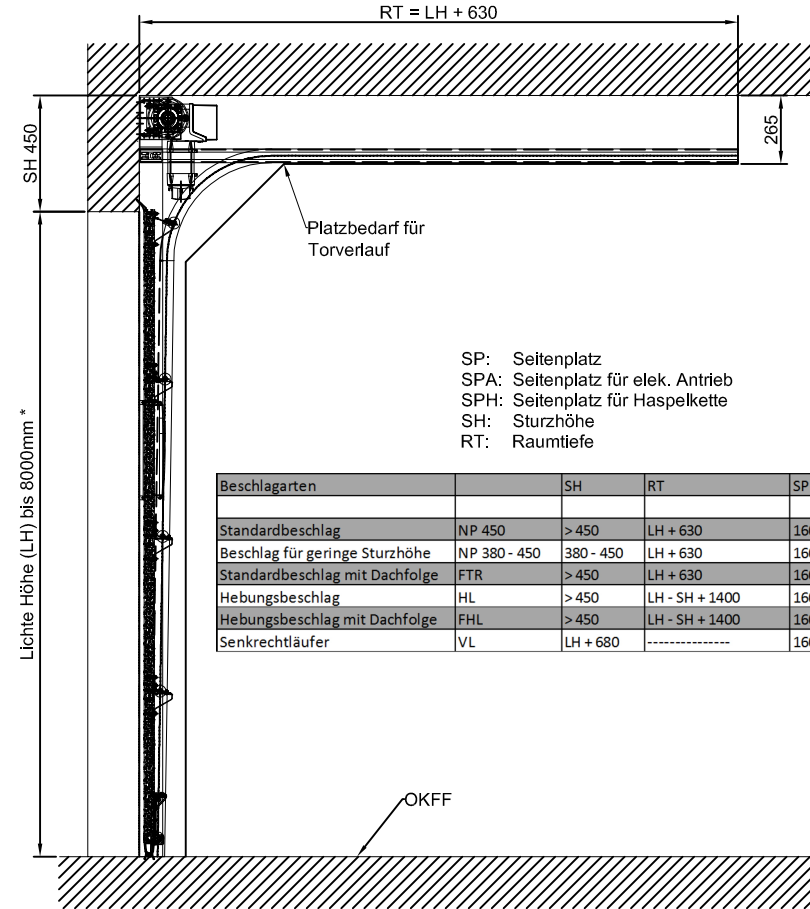 RT = LH + 630
SH 450
265
Platzbedarf für
Torverlauf
SP: Seitenplatz
SPA: Seitenplatz für elek. Antrieb
SPH: Seitenplatz für Haspelkette
SH: Sturzhöhe
RT: Raumtiefe
Lichte Höhe (LH) bis 8000mm *
Beschlagarten SH RT SP
Standardbeschlag NP 450 > 450 LH + 630
Beschlag für geringe Sturzhöhe NP 380 - 450 380 - 450 LH + 630
Standardbeschlag mit Dachfolge FTR > 450 LH + 630
Hebungsbeschlag HL > 450 LH - SH + 1400
Hebungsbeschlag mit Dachfolge FHL > 450 LH - SH + 1400
Senkrechtläufer VL LH + 680 ---------------
OKFF